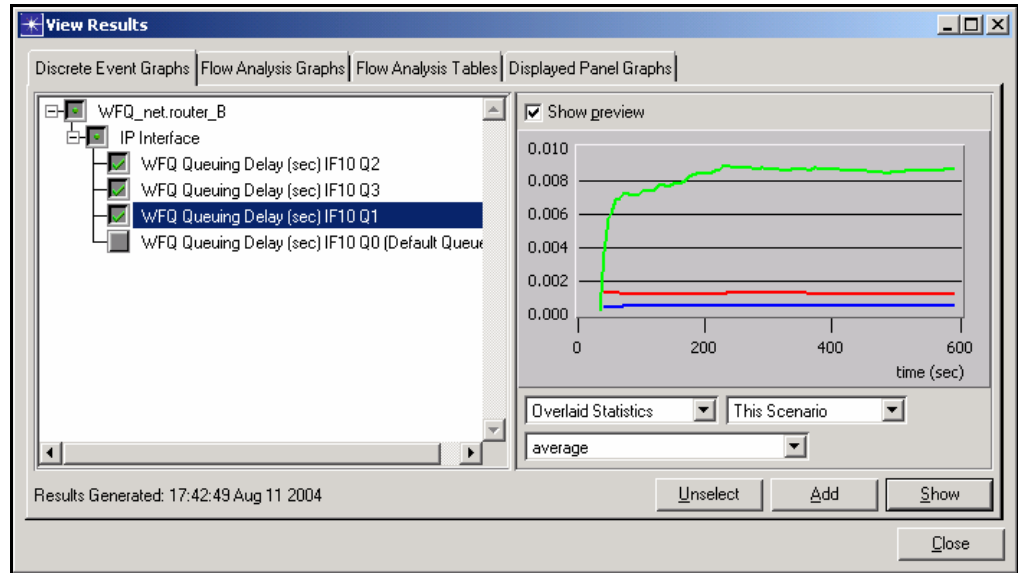 View Results
Discrete Event Graphs Flow Analysis Graphs Flow Analysis Tables Displayed Panel Graphs
WFQ_net.router_B
IP Interface
WFQ Queuing Delay (sec) IF10 Q2
WFQ Queuing Delay (sec) IF10 Q3
WFQ Queuing Delay (sec) IF10 Q1
WFQ Queuing Delay (sec) IF10 Q0 (Default Queue
Show preview
0.010
0.008
0.006
0.004
0.002
0.000
0 200 400 600
time (sec)
Overlaid Statistics This Scenario
average
Results Generated: 17:42:49 Aug 11 2004
Unselect Add Show
Close